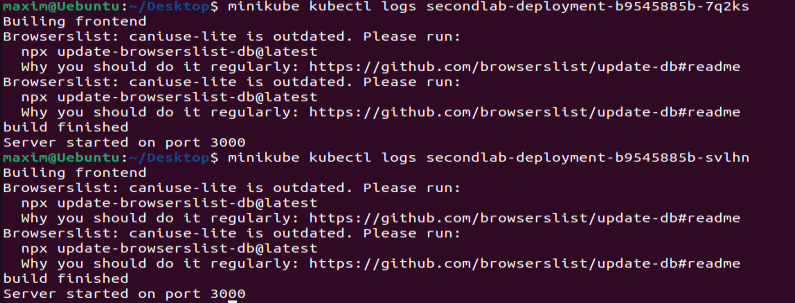 maxim@Uebuntu:~/Desktop$ minikube kubectl logs secondlab-deployment-b9545885b-7q2ks
Builing frontend
Browserslist: caniuse-lite is outdated. Please run:
  npx update-browserslist-db@latest
  Why you should do it regularly: https://github.com/browserslist/update-db#readme
Browserslist: caniuse-lite is outdated. Please run:
  npx update-browserslist-db@latest
  Why you should do it regularly: https://github.com/browserslist/update-db#readme
build finished
Server started on port 3000
maxim@Uebuntu:~/Desktop$ minikube kubectl logs secondlab-deployment-b9545885b-svlhn
Builing frontend
Browserslist: caniuse-lite is outdated. Please run:
  npx update-browserslist-db@latest
  Why you should do it regularly: https://github.com/browserslist/update-db#readme
Browserslist: caniuse-lite is outdated. Please run:
  npx update-browserslist-db@latest
  Why you should do it regularly: https://github.com/browserslist/update-db#readme
build finished
Server started on port 3000